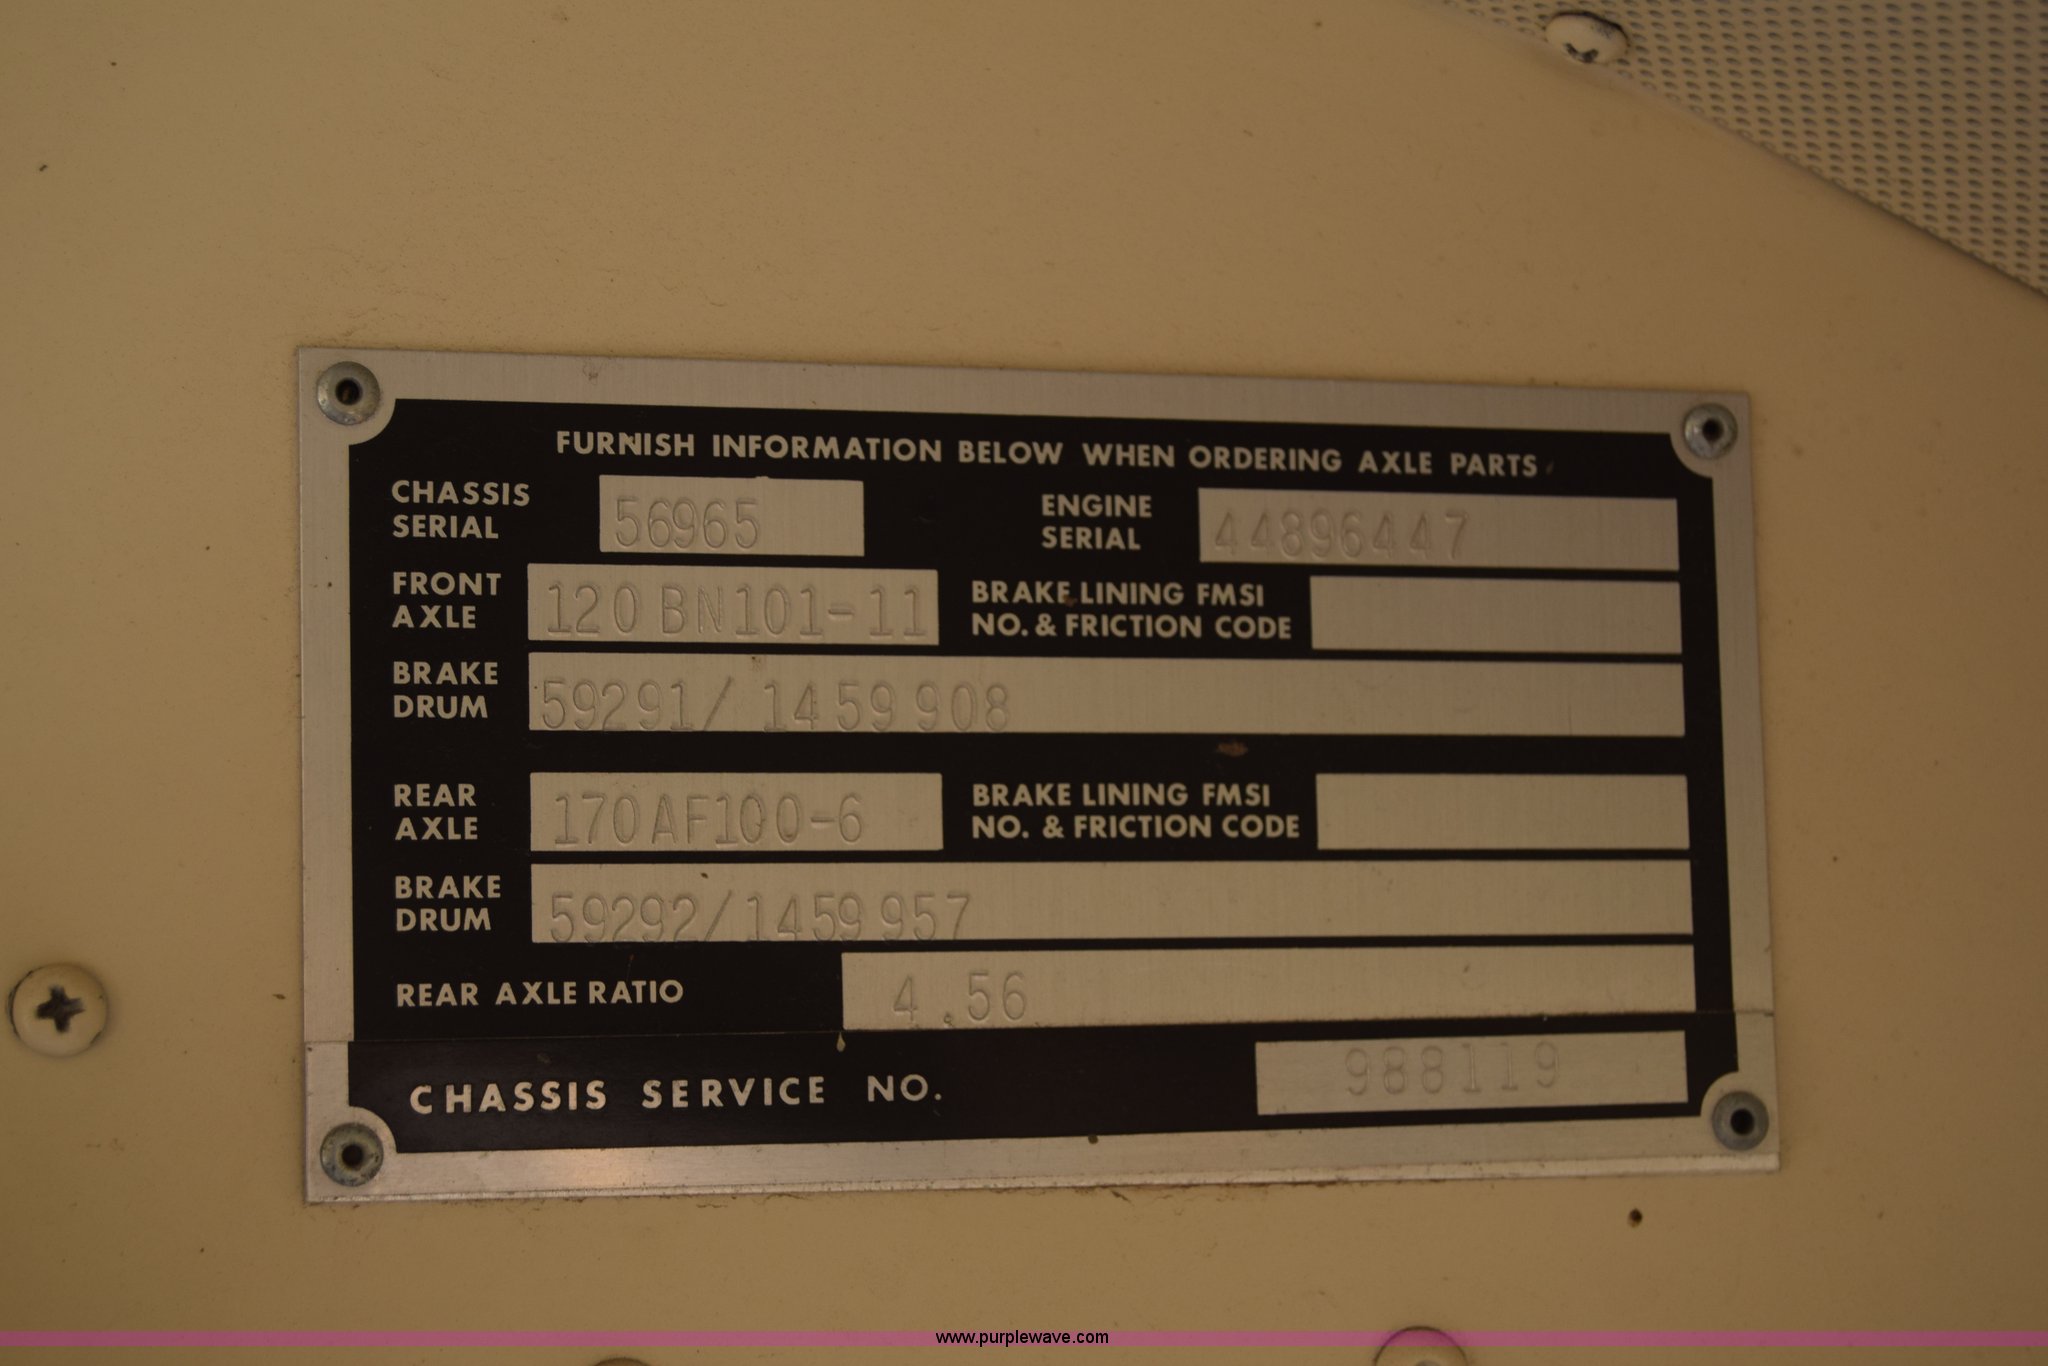 FURNISH INFORMATION BELOW WHEN ORDERING AXLE PARTS
CHASSIS SERIAL 56965 ENGINE SERIAL 44896447
FRONT AXLE 120 BN101-11 BRAKE LINING FMSI NO. & FRICTION CODE
BRAKE DRUM 59291/ 1459 908
REAR AXLE 170 AF100-6 BRAKE LINING FMSI NO. & FRICTION CODE
BRAKE DRUM 59292/1459 957
REAR AXLE RATIO 4.56
CHASSIS SERVICE NO. 988119
www.purplewave.com